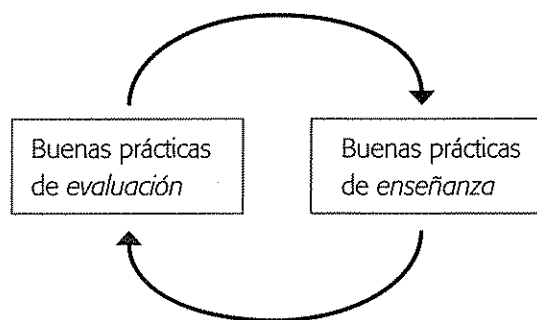 Buenas prácticas
de evaluación
Buenas prácticas
de enseñanza